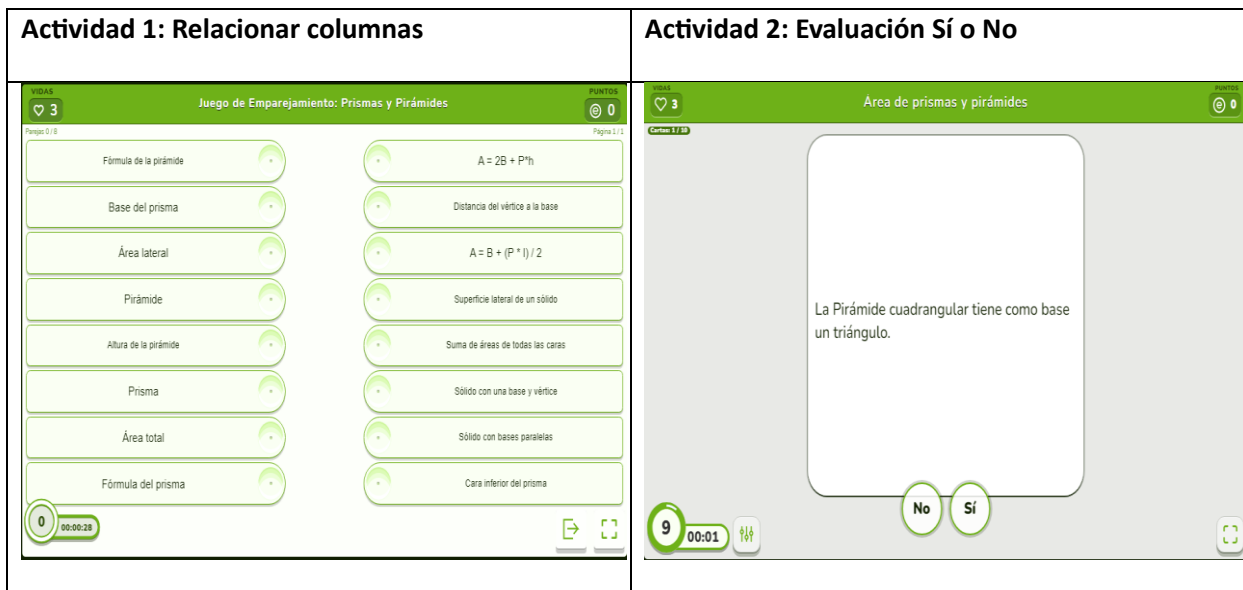 Actividad 1: Relacionar columnas
Actividad 2: Evaluación Sí o No
VIDAS
3
Juego de Emparejamiento: Prismas y Pirámides
PUNTOS
0
Parejas 0 / 8
Página 1 / 1
Fórmula de la pirámide
A = 2B + P*h
Base del prisma
Distancia del vértice a la base
Área lateral
A = B + (P * l) / 2
Pirámide
Superficie lateral de un sólido
Altura de la pirámide
Suma de áreas de todas las caras
Prisma
Sólido con una base y vértice
Área total
Sólido con bases paralelas
Fórmula del prisma
Cara inferior del prisma
0
00:00:28
VIDAS
3
Area de prismas y pirámides
PUNTOS
0
Cartas: 1 / 10
La Pirámide cuadrangular tiene como base
un triángulo.
No
Sí
9
00:01